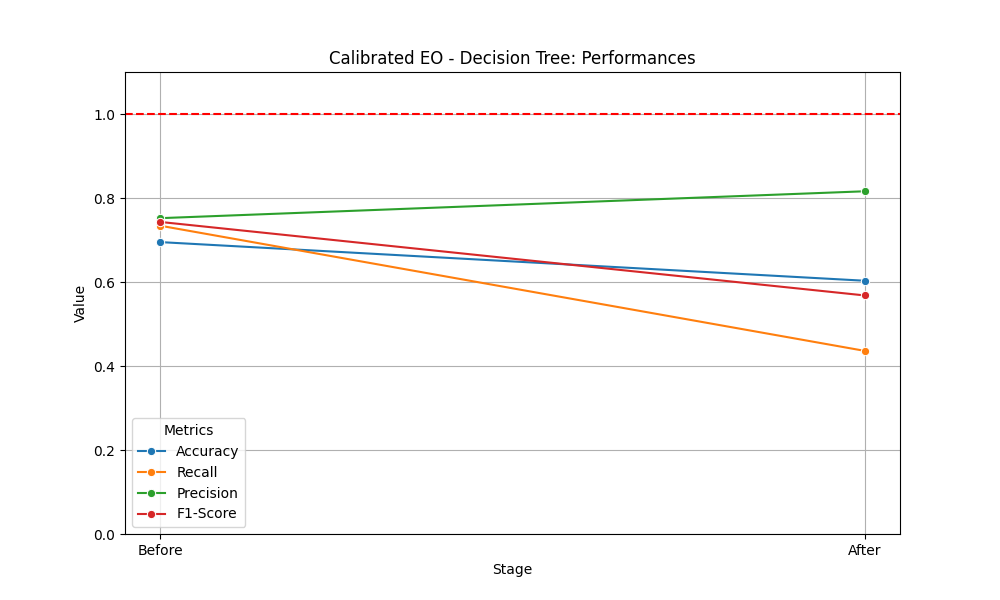 Calibrated EO - Decision Tree: Performances
1.0
0.8
0.6
0.4
0.2
0.0
Value
Metrics
Accuracy
Recall
Precision
F1-Score
Before
After
Stage